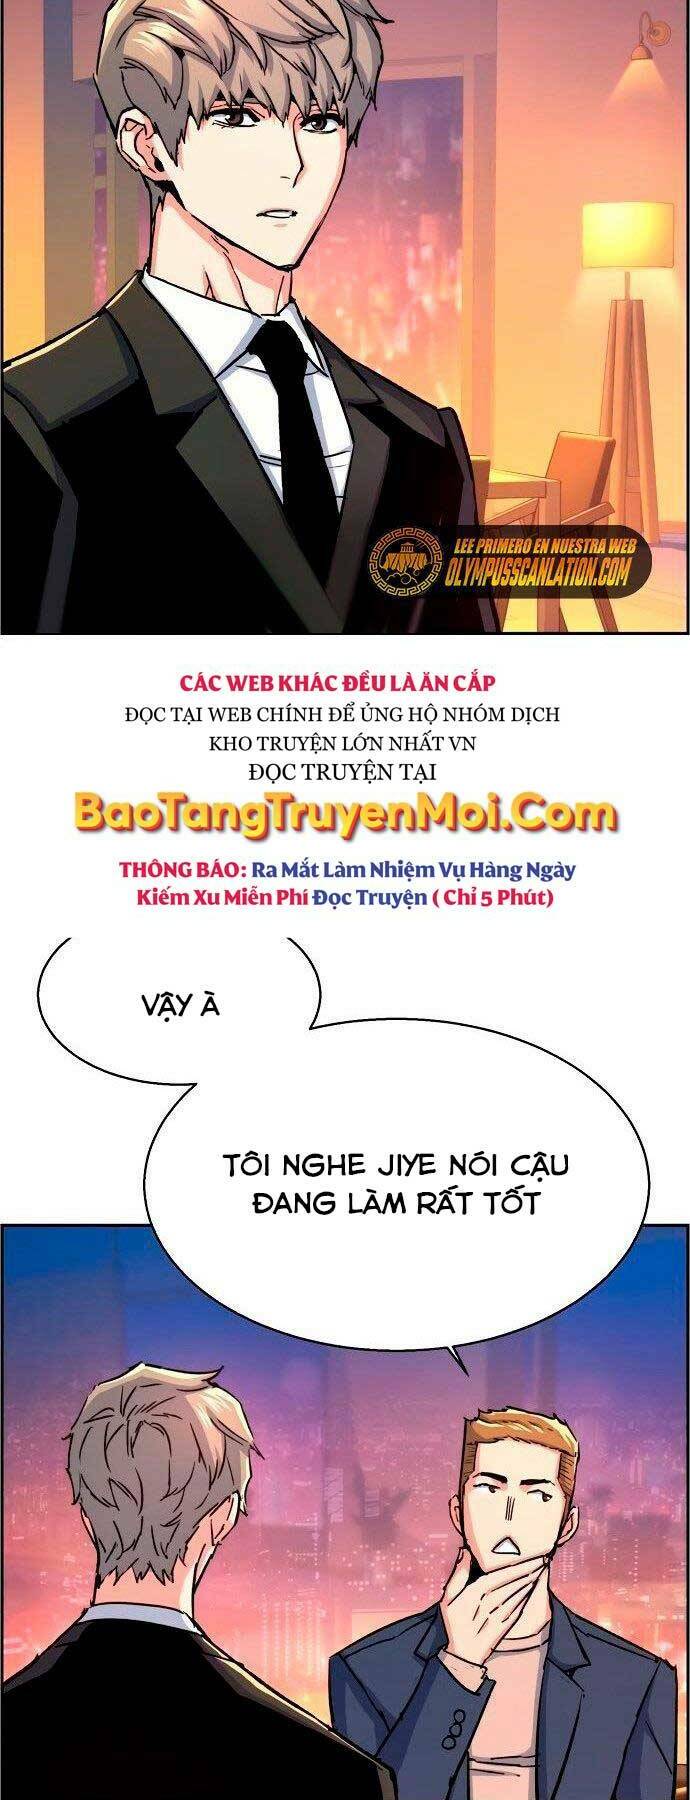 LEE PRIMERO EN NUESTRA WEB
OLYMPUSSCANLATION.COM
CÁC WEB KHÁC ĐỀU LÀ ĂN CẮP
ĐỌC TẠI WEB CHÍNH ĐỂ ỦNG HỘ NHÓM DỊCH
KHO TRUYỆN LỚN NHẤT VN
ĐỌC TRUYỆN TẠI
BaoTangTruyenMoi.Com
THÔNG BÁO: Ra Mắt Làm Nhiệm Vụ Hàng Ngày
Kiếm Xu Miễn Phí Đọc Truyện ( Chỉ 5 Phút)
VẬY À
TÔI NGHE JIYE NÓI CẬU
ĐANG LÀM RẤT TỐT